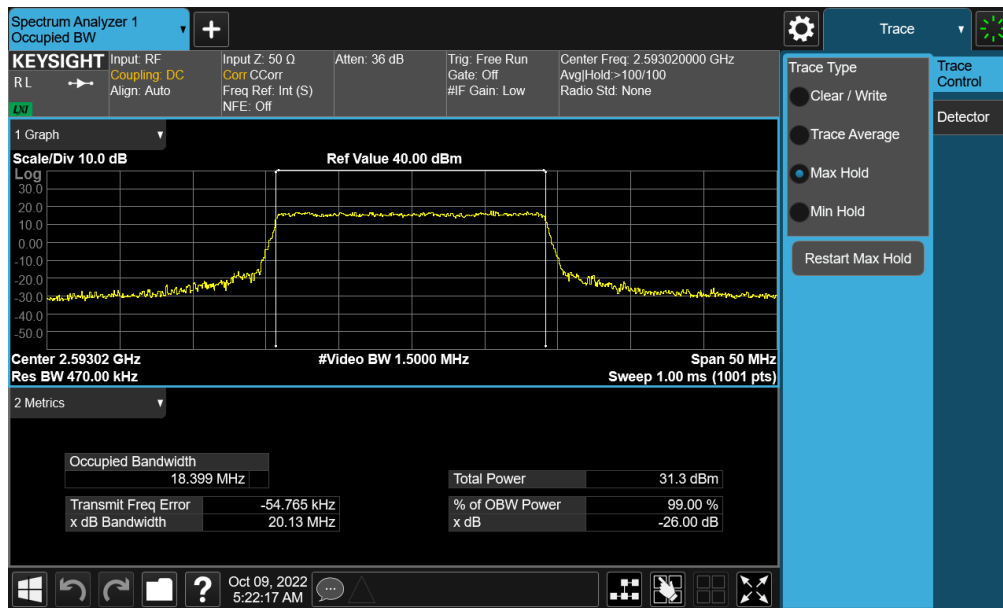 Spectrum Analyzer 1
Occupied BW
Trace
KEYSIGHT
R L
LXI
Input: RF
Coupling: DC
Align: Auto
Input Z: 50 Ω
Corr CCorr
Freq Ref: Int (S)
NFE: Off
Atten: 36 dB
Trig: Free Run
Gate: Off
#IF Gain: Low
Center Freq: 2.593020000 GHz
Avg|Hold:>100/100
Radio Std: None
Trace Type
Clear / Write
Trace Average
Max Hold
Min Hold
Restart Max Hold
Trace
Control
Detector
1 Graph
Scale/Div 10.0 dB
Ref Value 40.00 dBm
Log
30.0
20.0
10.0
0.00
-10.0
-20.0
-30.0
-40.0
-50.0
Center 2.59302 GHz
#Video BW 1.5000 MHz
Span 50 MHz
Res BW 470.00 kHz
Sweep 1.00 ms (1001 pts)
2 Metrics
Occupied Bandwidth
18.399 MHz
Total Power 31.3 dBm
Transmit Freq Error -54.765 kHz
% of OBW Power 99.00 %
x dB Bandwidth 20.13 MHz
x dB -26.00 dB
Oct 09, 2022
5:22:17 AM